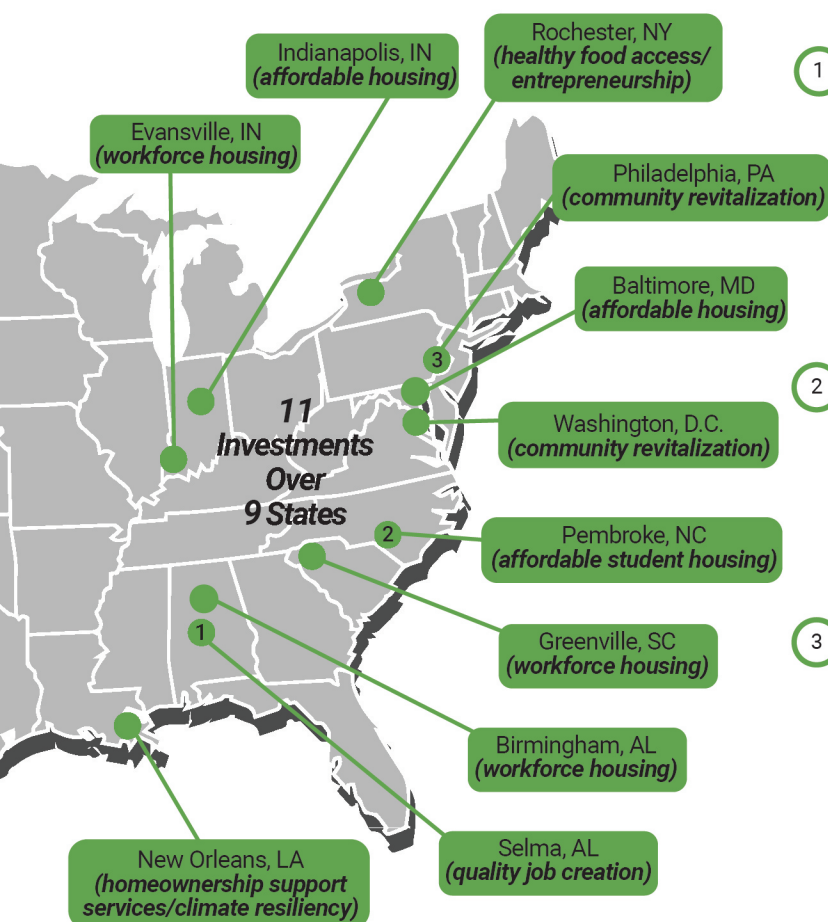 Indianapolis, IN
(affordable housing)
Rochester, NY
(healthy food access/
entrepreneurship)
1
Evansville, IN
(workforce housing)
Philadelphia, PA
(community revitalization)
Baltimore, MD
(affordable housing)
3
2
11
Investments
Over
9 States
Washington, D.C.
(community revitalization)
2
Pembroke, NC
(affordable student housing)
1
Greenville, SC
(workforce housing)
3
Birmingham, AL
(workforce housing)
Selma, AL
(quality job creation)
New Orleans, LA
(homeownership support
services/climate resiliency)